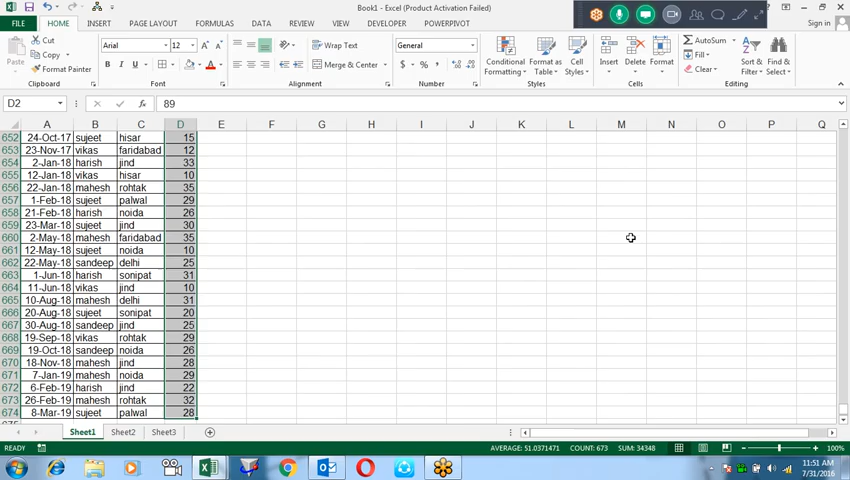 Book1 - Excel (Product Activation Failed)
Sign in
FILE HOME INSERT PAGE LAYOUT FORMULAS DATA REVIEW VIEW DEVELOPER POWERPIVOT
Cut
Copy
Format Painter
Paste
Clipboard
Arial 12
B I U
Font
Wrap Text
Merge & Center
Alignment
General
$ % ,
Number
Conditional Formatting
Format as Table
Cell Styles
Styles
Insert Delete Format
Cells
AutoSum
Fill
Clear
Sort & Filter
Find & Select
Editing
D2 fx 89
A B C D E F G H I J K L M N O P Q
652 24-Oct-17 sujeet hisar 15
653 23-Nov-17 vikas faridabad 12
654 2-Jan-18 harish jind 33
655 12-Jan-18 vikas hisar 10
656 22-Jan-18 mahesh rohtak 35
657 1-Feb-18 sujeet palwal 29
658 21-Feb-18 harish noida 26
659 23-Mar-18 sujeet jind 30
660 2-May-18 mahesh faridabad 35
661 12-May-18 sujeet noida 10
662 22-May-18 sandeep delhi 25
663 1-Jun-18 harish sonipat 31
664 11-Jun-18 vikas jind 10
665 10-Aug-18 mahesh delhi 31
666 20-Aug-18 sujeet sonipat 20
667 30-Aug-18 sandeep jind 25
668 19-Sep-18 vikas rohtak 29
669 19-Oct-18 sandeep noida 26
670 18-Nov-18 mahesh jind 28
671 7-Jan-19 mahesh noida 29
672 6-Feb-19 harish jind 22
673 26-Feb-19 mahesh rohtak 32
674 8-Mar-19 sujeet palwal 28
Sheet1 Sheet2 Sheet3
READY
AVERAGE: 51.0371471 COUNT: 673 SUM: 34348
100%
11:51 AM
7/31/2016